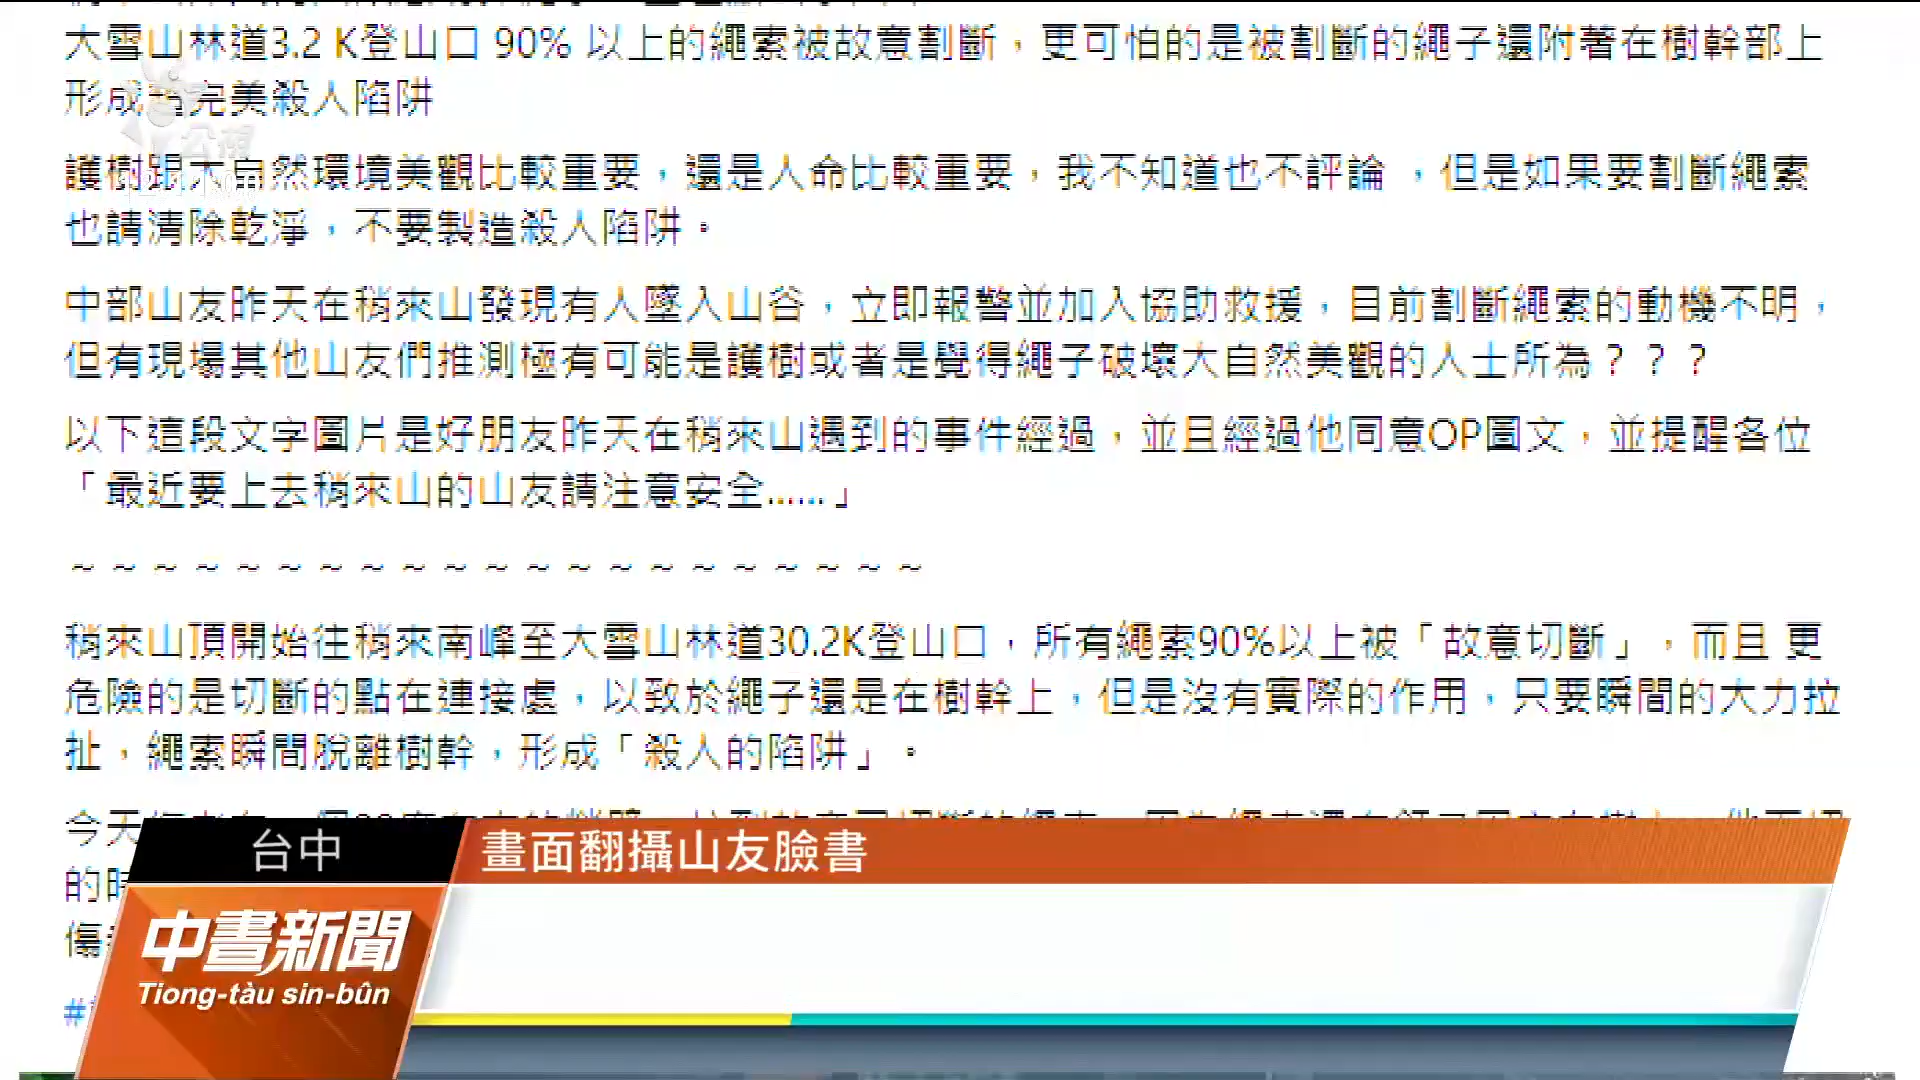 大雪山林道3.2 K登山口 90% 以上的繩索被故意割斷，更可怕的是被割斷的繩子還附著在樹幹部上
形成超完美殺人陷阱
公視
護樹跟大自然環境美觀比較重要，還是人命比較重要，我不知道也不評論 ，但是如果要割斷繩索
也請清除乾淨，不要製造殺人陷阱。
中部山友昨天在稍來山發現有人墜入山谷，立即報警並加入協助救援，目前割斷繩索的動機不明，
但有現場其他山友們推測極有可能是護樹或者是覺得繩子破壞大自然美觀的人士所為？？？
以下這段文字圖片是好朋友昨天在稍來山遇到的事件經過，並且經過他同意OP圖文，並提醒各位
「最近要上去稍來山的山友請注意安全......」
～～～～～～～～～～～～～～～～～～～～～
稍來山頂開始往稍來南峰至大雪山林道30.2K登山口，所有繩索90%以上被「故意切斷」，而且 更
危險的是切斷的點在連接處，以致於繩子還是在樹幹上，但是沒有實際的作用，只要瞬間的大力拉
扯，繩索瞬間脫離樹幹，形成「殺人的陷阱」。
今天
的時
傷
#
台中
畫面翻攝山友臉書
中晝新聞
Tiong-tàu sin-bûn